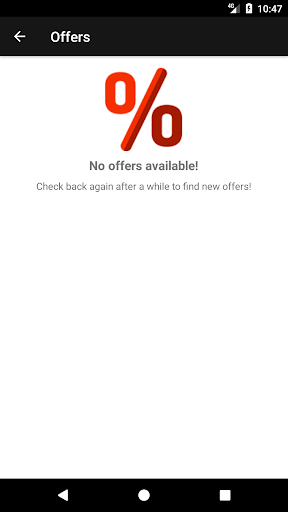 4G 10:47
Offers
%
No offers available!
Check back again after a while to find new offers!